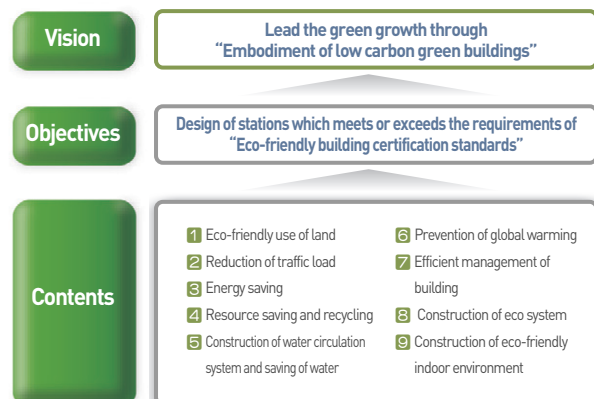 Vision
Lead the green growth through
“Embodiment of low carbon green buildings”
Objectives
Design of stations which meets or exceeds the requirements of
“Eco-friendly building certification standards”
Contents
1 Eco-friendly use of land
2 Reduction of traffic load
3 Energy saving
4 Resource saving and recycling
5 Construction of water circulation
system and saving of water
6 Prevention of global warming
7 Efficient management of
building
8 Construction of eco system
9 Construction of eco-friendly
indoor environment